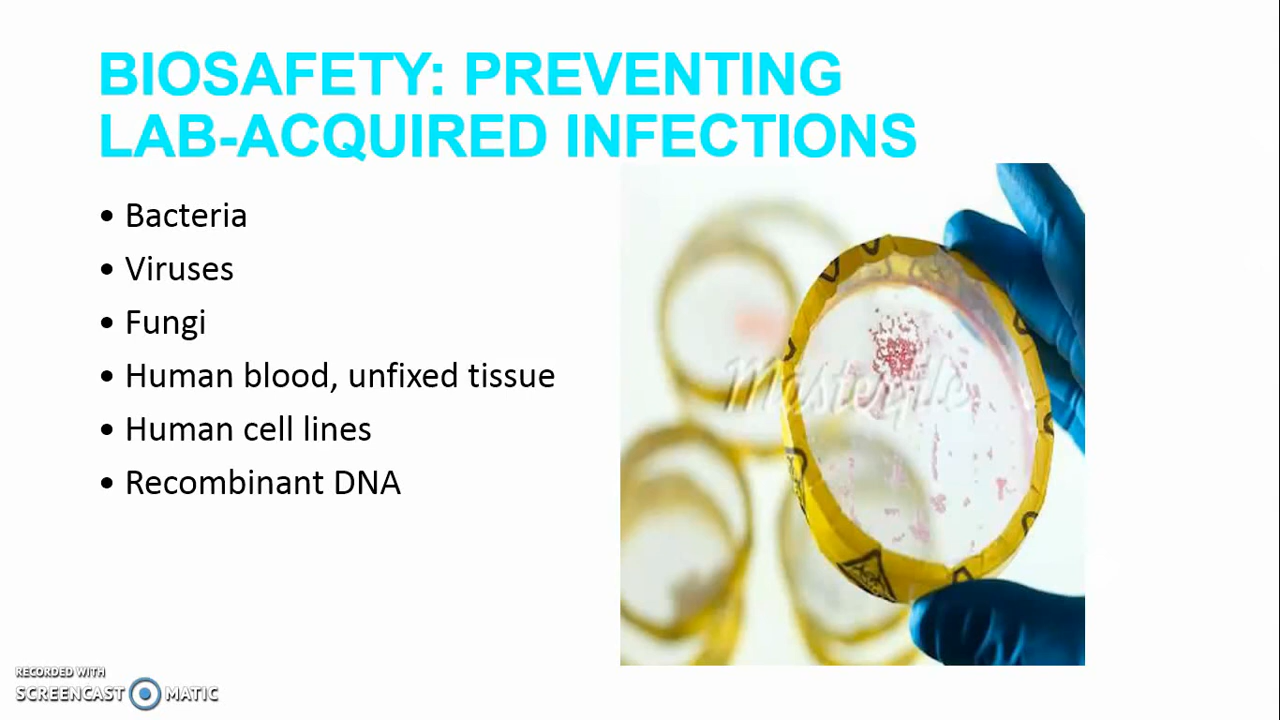 BIOSAFETY: PREVENTING
LAB-ACQUIRED INFECTIONS
• Bacteria
• Viruses
• Fungi
• Human blood, unfixed tissue
• Human cell lines
• Recombinant DNA
Masterfile
RECORDED WITH
SCREENCAST MATIC